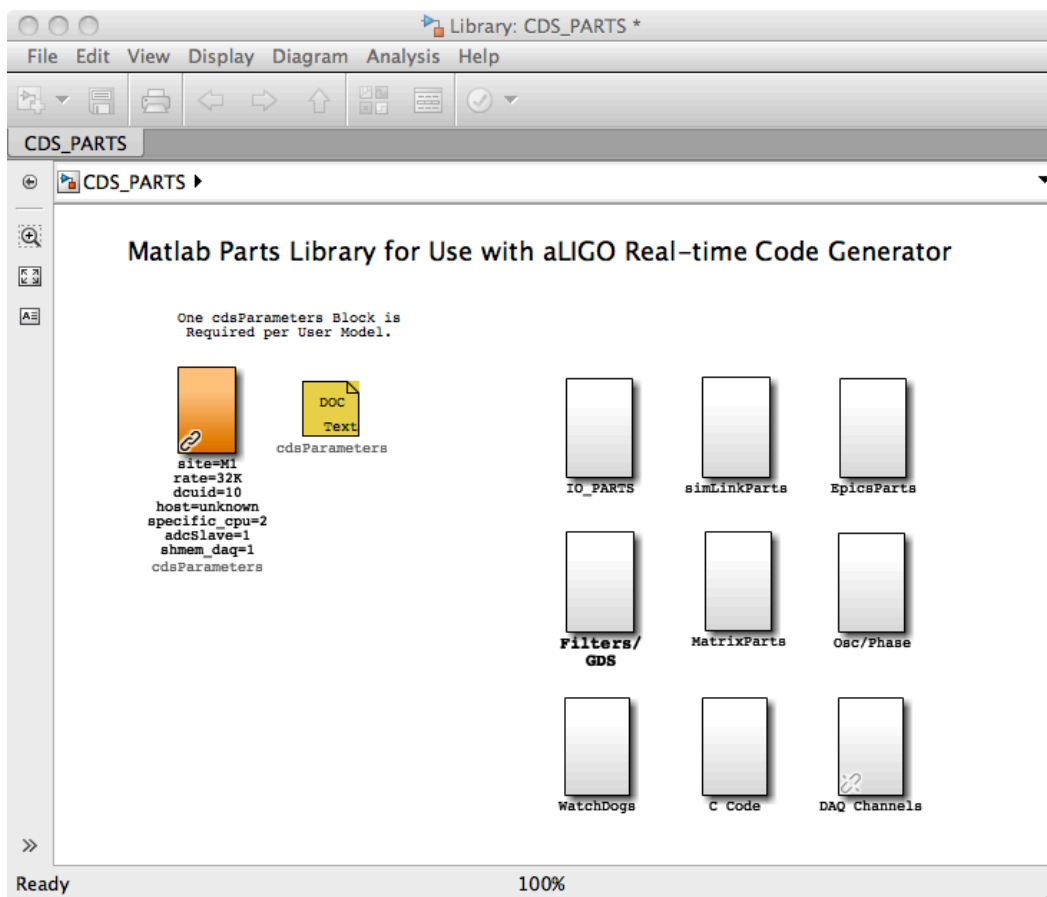 Library: CDS_PARTS *
File Edit View Display Diagram Analysis Help
CDS_PARTS
CDS_PARTS
Matlab Parts Library for Use with aLIGO Real-time Code Generator
One cdsParameters Block is
Required per User Model.
DOC
Text
cdsParameters
site=M1
rate=32K
dcuid=10
host=unknown
specific_cpu=2
adcSlave=1
shmem_daq=1
cdsParameters
IO_PARTS simLinkParts EpicsParts
Filters/
GDS
MatrixParts Osc/Phase
WatchDogs C Code DAQ Channels
Ready 100%